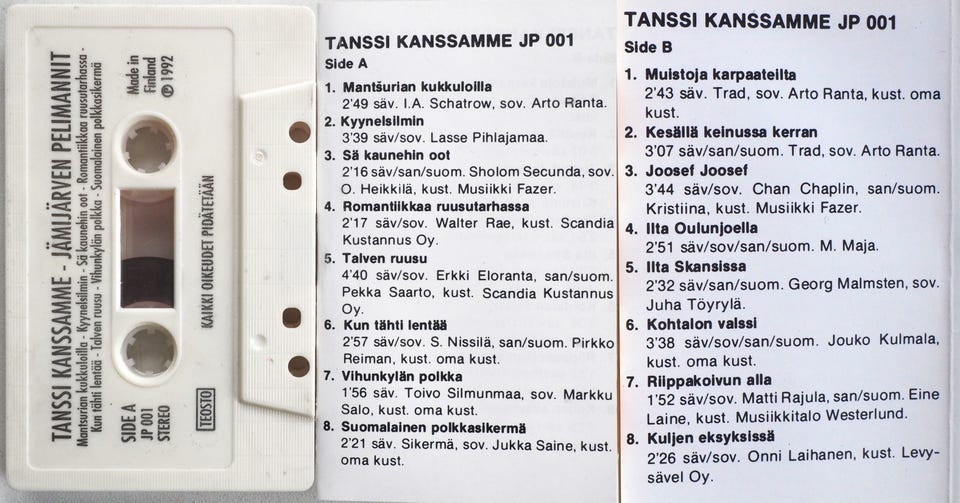 TANSSI KANSSAMME - JÄMIJÄRVEN PELIMANNIT
Mantsurian kukkuloilla - Kyynelsilmin - Sä kaunehin oot - Romantiikkaa ruusutarhassa -
Kun tähti lentää - Talven ruusu - Vihunkylän polkka - Suomalainen polkkasikermä
SIDE A
JP 001
STEREO
Made in
Finland
℗ 1992
KAIKKI OIKEUDET PIDÄTETÄÄN
TEOSTO
TANSSI KANSSAMME JP 001
Side A
1. Mantšurian kukkuloilla
2'49 säv. I.A. Schatrow, sov. Arto Ranta.
2. Kyynelsilmin
3'39 säv/sov. Lasse Pihlajamaa.
3. Sä kaunehin oot
2'16 säv/san/suom. Sholom Secunda, sov.
O. Heikkilä, kust. Musiikki Fazer.
4. Romantiikkaa ruusutarhassa
2'17 säv/sov. Walter Rae, kust. Scandia
Kustannus Oy.
5. Talven ruusu
4'40 säv/sov. Erkki Eloranta, san/suom.
Pekka Saarto, kust. Scandia Kustannus
Oy.
6. Kun tähti lentää
2'57 säv/sov. S. Nissilä, san/suom. Pirkko
Reiman, kust. oma kust.
7. Vihunkylän polkka
1'56 säv. Toivo Silmunmaa, sov. Markku
Salo, kust. oma kust.
8. Suomalainen polkkasikermä
2'21 säv. Sikermä, sov. Jukka Saine, kust.
oma kust.
TANSSI KANSSAMME JP 001
Side B
1. Muistoja karpaateilta
2'43 säv. Trad, sov. Arto Ranta, kust. oma
kust.
2. Kesällä keinussa kerran
3'07 säv/san/suom. Trad, sov. Arto Ranta.
3. Joosef Joosef
3'44 säv/sov. Chan Chaplin, san/suom.
Kristiina, kust. Musiikki Fazer.
4. Ilta Oulunjoella
2'51 säv/sov/san/suom. M. Maja.
5. Ilta Skansissa
2'32 säv/san/suom. Georg Malmsten, sov.
Juha Töyrylä.
6. Kohtalon valssi
3'38 säv/sov/san/suom. Jouko Kulmala,
kust. oma kust.
7. Riippakoivun alla
1'52 säv/sov. Matti Rajula, san/suom. Eine
Laine, kust. Musiikkitalo Westerlund.
8. Kuljen eksyksissä
2'26 säv/sov. Onni Laihanen, kust. Levy-
sävel Oy.